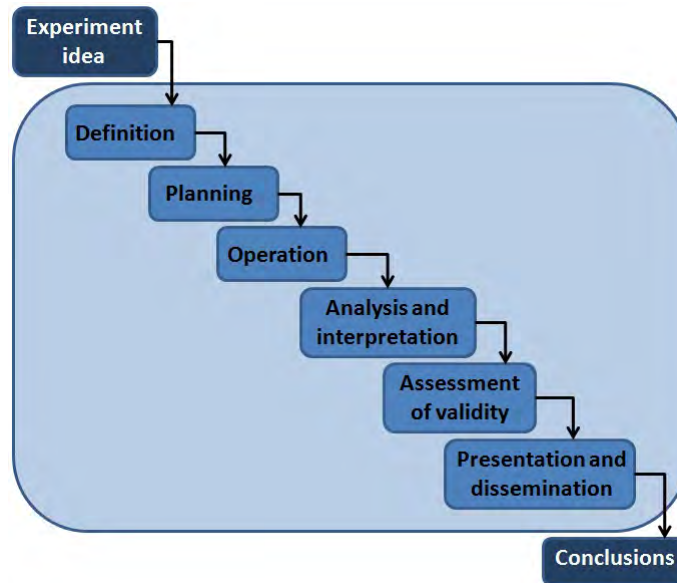 Experiment
idea
Definition
Planning
Operation
Analysis and
interpretation
Assessment
of validity
Presentation and
dissemination
Conclusions